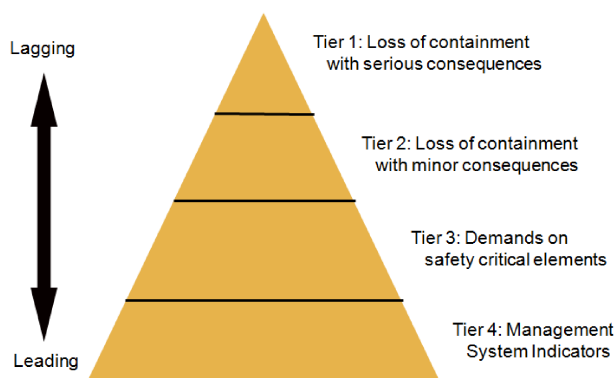 Lagging
Tier 1: Loss of containment
with serious consequences
Tier 2: Loss of containment
with minor consequences
Tier 3: Demands on
safety critical elements
Tier 4: Management
System Indicators
Leading